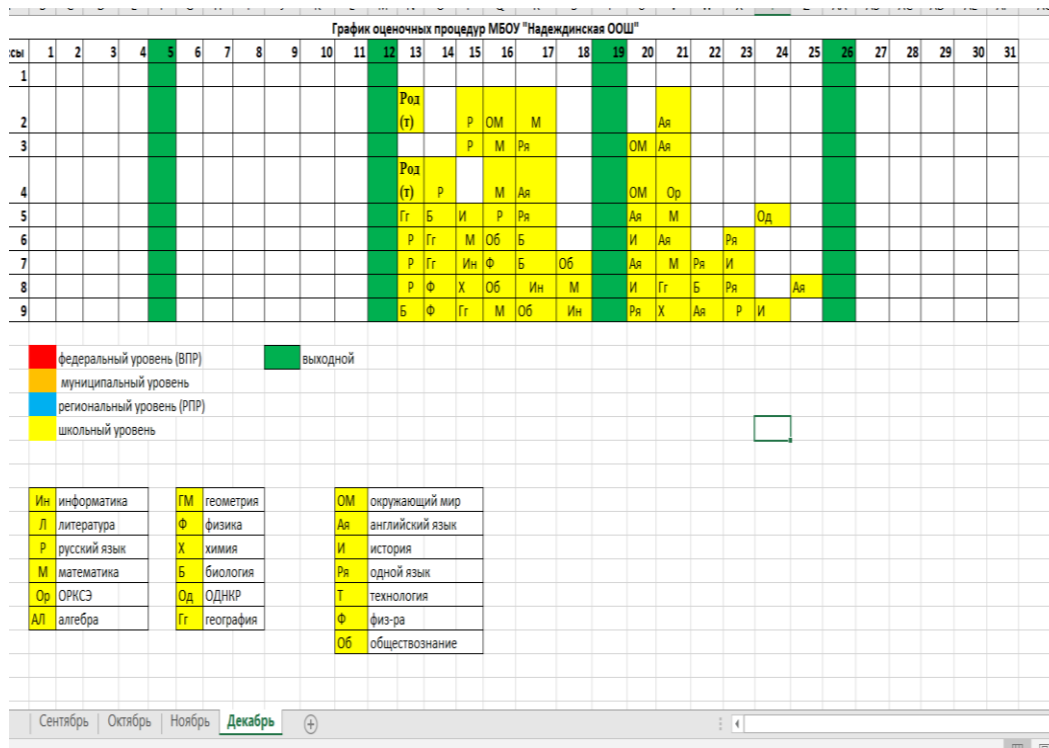 График оценочных процедур МБОУ "Надеждинская ООШ"
сы 1 2 3 4 5 6 7 8 9 10 11 12 13 14 15 16 17 18 19 20 21 22 23 24 25 26 27 28 29 30 31
1
2 Род (т) Р ОМ М Ая
3 Р М Ря ОМ Ая
4 Род (т) Р М Ая ОМ Ор
5 Гг Б И Р Ря Ая М Од
6 Р Гг М Об Б И Ая Ря
7 Р Гг Ин Ф Б Об Ая М Ря И
8 Р Ф Х Об Ин М И Гг Б Ря Ая
9 Б Ф Гг М Об Ин Ря Х Ая Р И
федеральный уровень (ВПР) выходной
муниципальный уровень
региональный уровень (РПР)
школьный уровень
Ин информатика ГМ геометрия ОМ окружающий мир
Л литература Ф физика Ая английский язык
Р русский язык Х химия И история
М математика Б биология Ря одной язык
Ор ОРКСЭ Од ОДНКР Т технология
АЛ алгебра Гг география Ф физ-ра
Об обществознание
Сентябрь Октябрь Ноябрь Декабрь